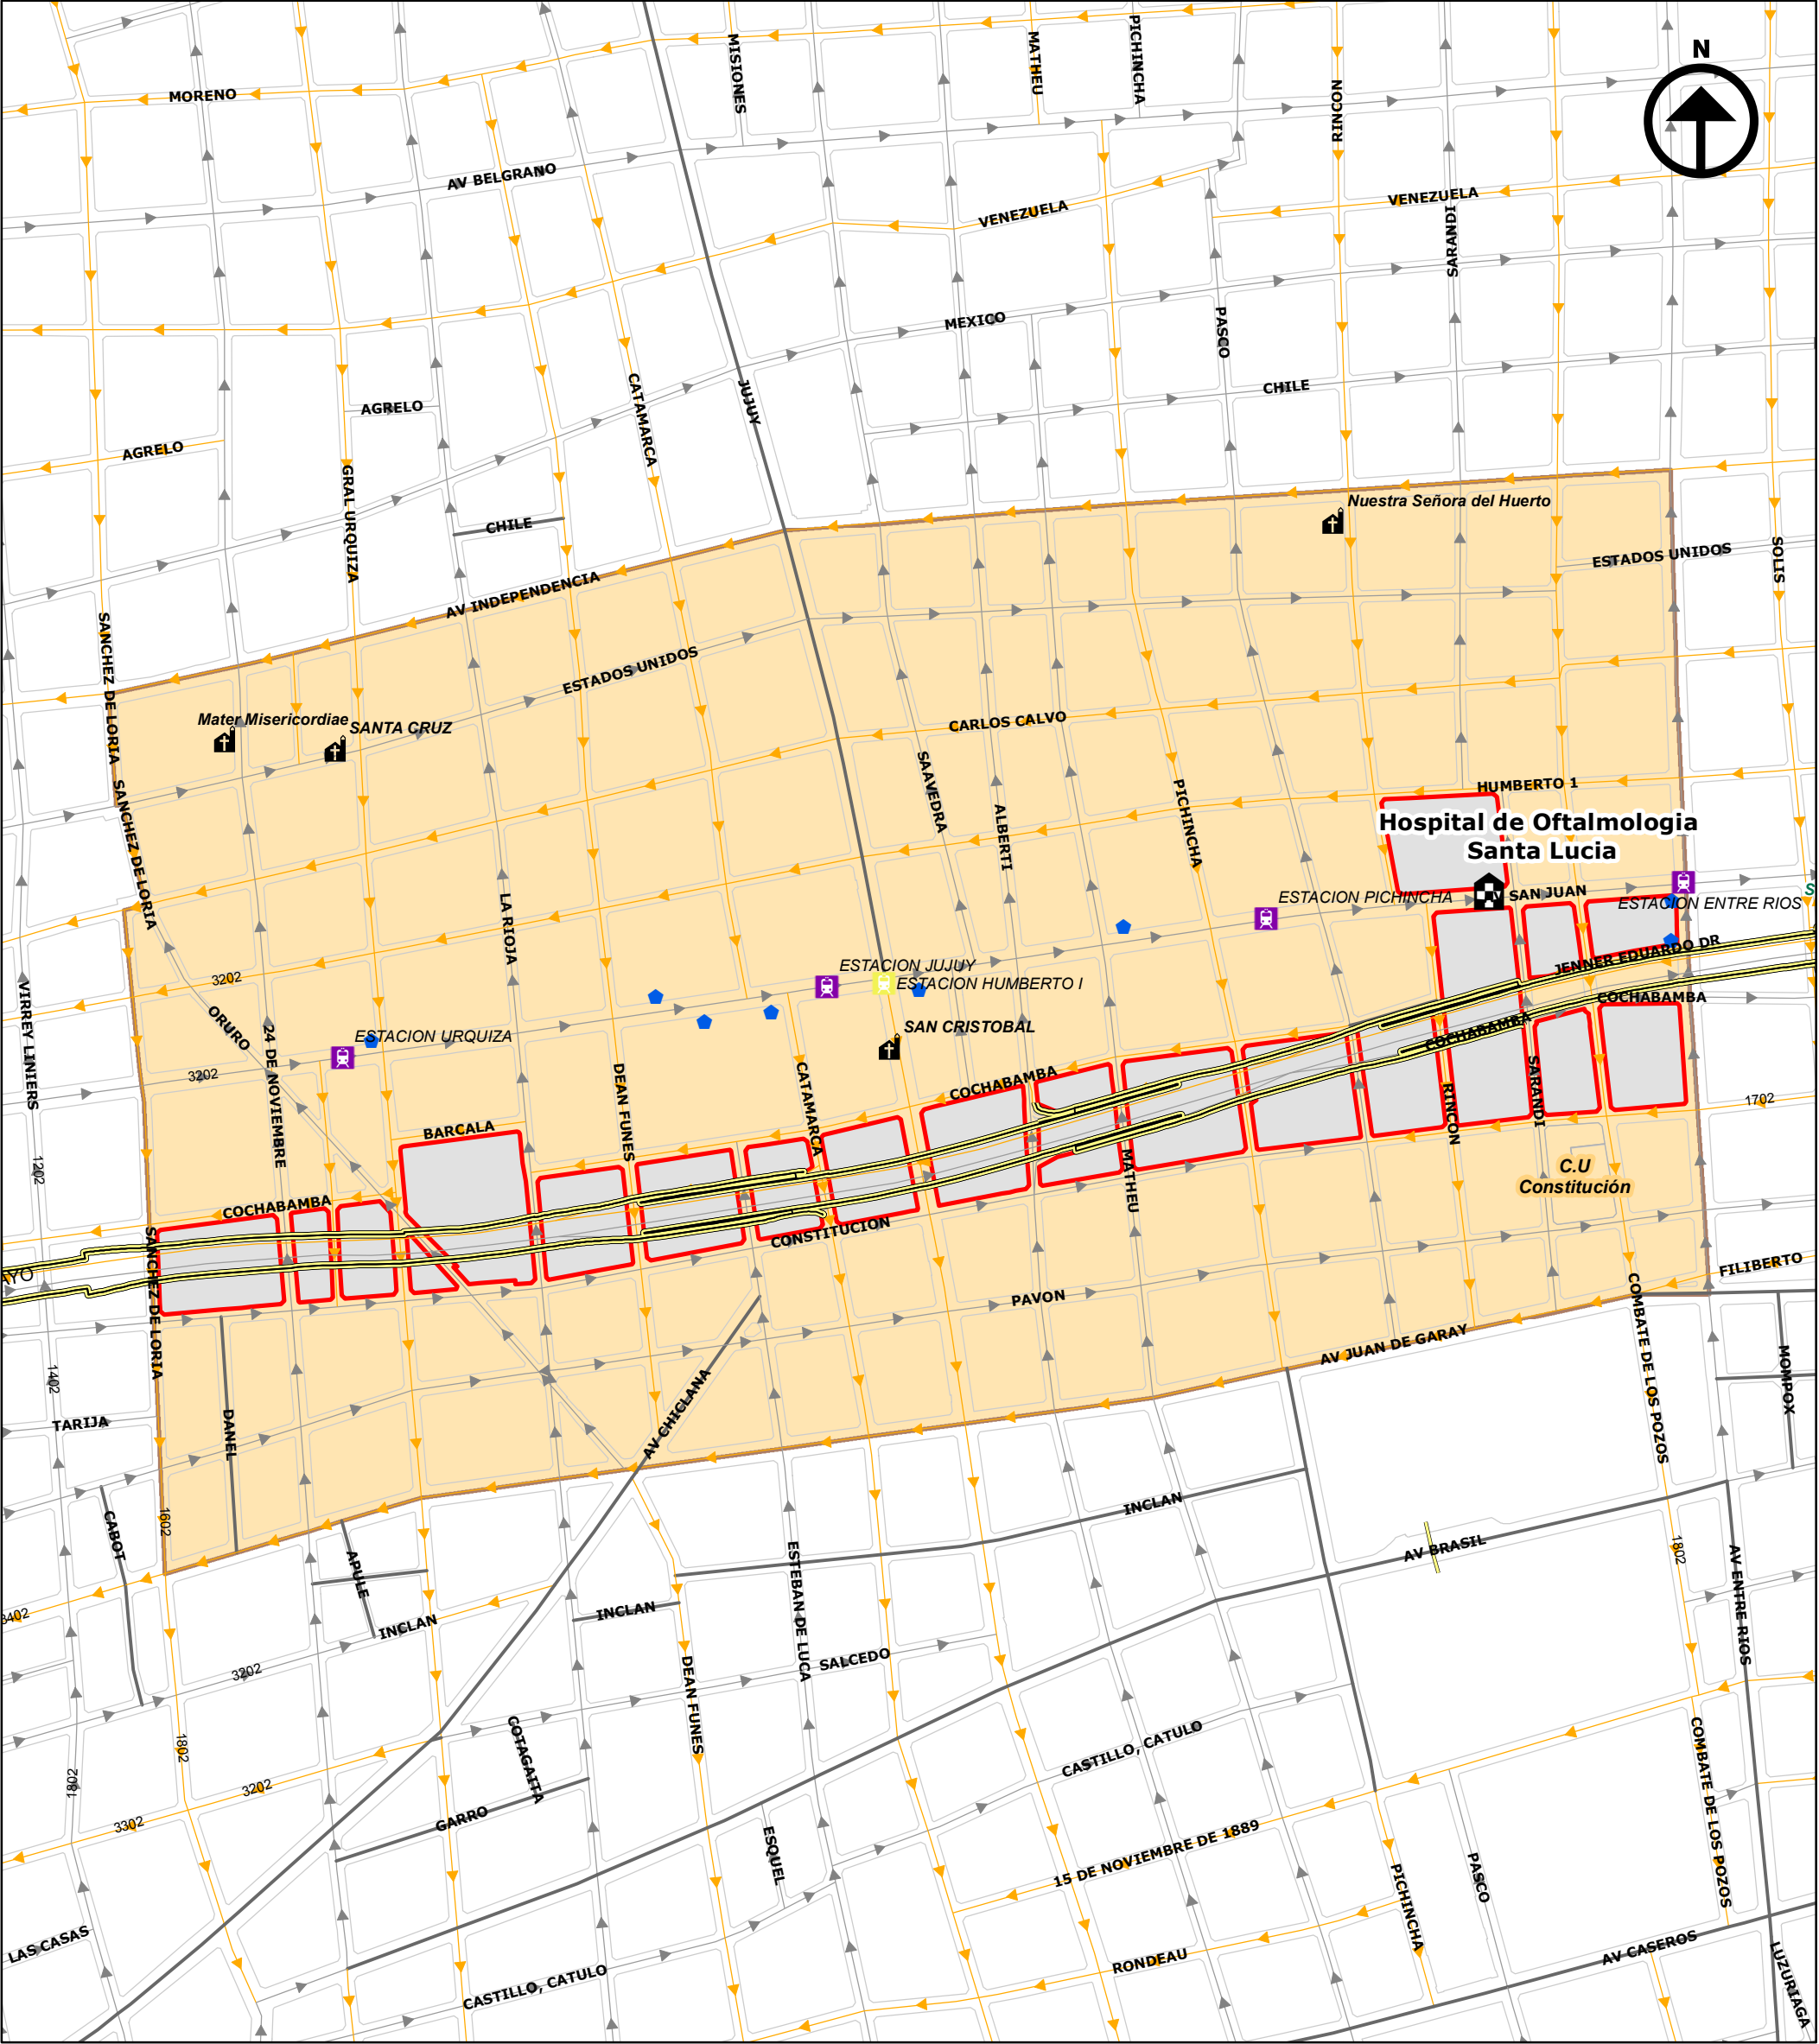 N
MISIONES
MATHEU
PICHINCHA
MORENO
RINCON
AV BELGRANO
VENEZUELA
VENEZUELA
SARANDI
MEXICO
PASCO
CHILE
CATAMARCA
JUJUY
AGRELO
AGRELO
GRAL URQUIZA
CHILE
Nuestra Señora del Huerto
ESTADOS UNIDOS
SOLIS
AV INDEPENDENCIA
SANCHEZ DE LORIA
ESTADOS UNIDOS
Mater Misericordiae
SANTA CRUZ
CARLOS CALVO
SAAVEDRA
ALBERTI
PICHINCHA
HUMBERTO 1
SANCHEZ DE LORIA
Hospital de Oftalmologia
Santa Lucia
SAN JUAN
ESTACION PICHINCHA
ESTACION ENTRE RIOS
LA RIOJA
JENNER EDUARDO DR
ESTACION JUJUY
ESTACION HUMBERTO I
3202
COCHABAMBA
VIRREY LINIERS
ORURO
24 DE NOVIEMBRE
ESTACION URQUIZA
SAN CRISTOBAL
COCHABAMBA
3202
DEAN FUNES
CATAMARCA
COCHABAMBA
RINCON
SARANDI
1702
BARCALA
1202
MATHEU
C.U
Constitución
COCHABAMBA
CONSTITUCION
SANCHEZ DE LORIA
AYO
FILIBERTO
PAVON
COMBATE DE LOS POZOS
AV JUAN DE GARAY
MOMPOX
1402
TARIJA
DANEL
AV CHICLANA
CABOT
1602
INCLAN
AV BRASIL
1802
AV ENTRE RIOS
APULE
ESTEBAN DE LUCA
3402
INCLAN
INCLAN
3202
SALCEDO
DEAN FUNES
COTAGAITA
1802
1802
CASTILLO, CATULO
COMBATE DE LOS POZOS
3202
3302
GARRO
ESQUEL
15 DE NOVIEMBRE DE 1889
PICHINCHA
PASCO
LAS CASAS
CASTILLO, CATULO
RONDEAU
AV CASEROS
LUZURIAGA